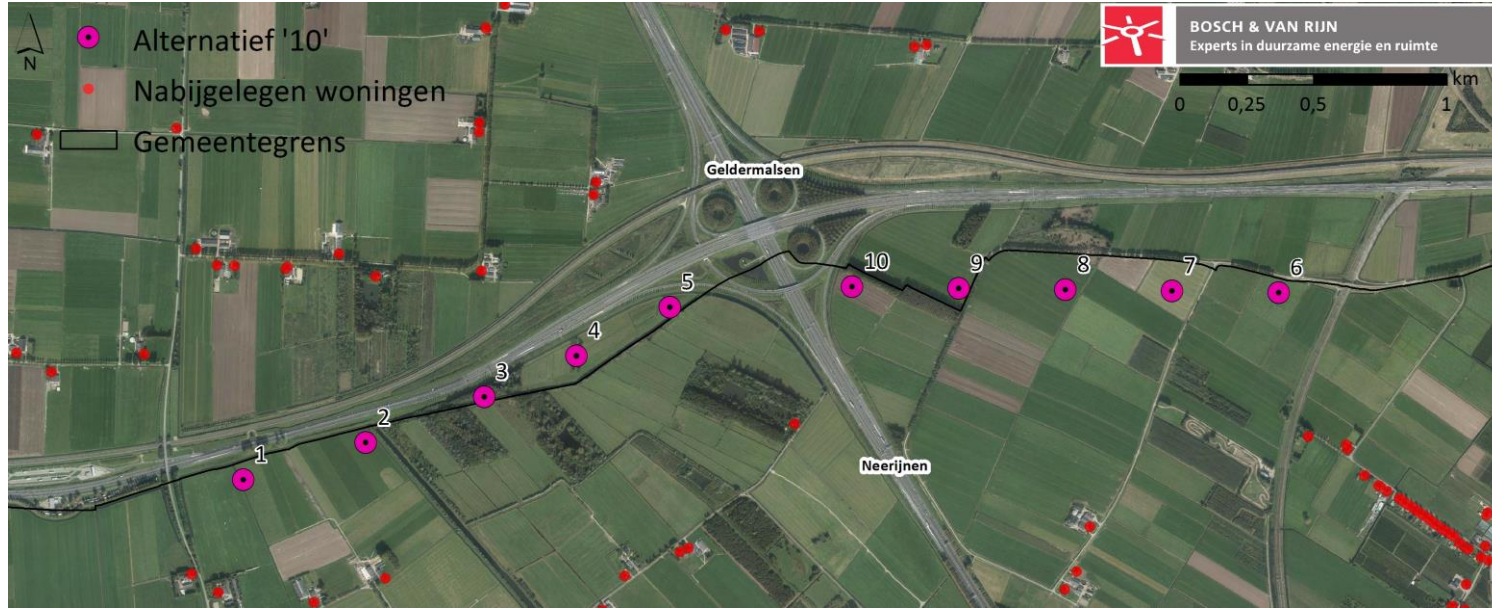 N
Alternatief '10'
Nabijgelegen woningen
Gemeentegrens
BOSCH & VAN RIJN
Experts in duurzame energie en ruimte
km
0 0,25 0,5 1
Geldermalsen
10
9
8
7
6
5
4
3
2
1
Neerijnen